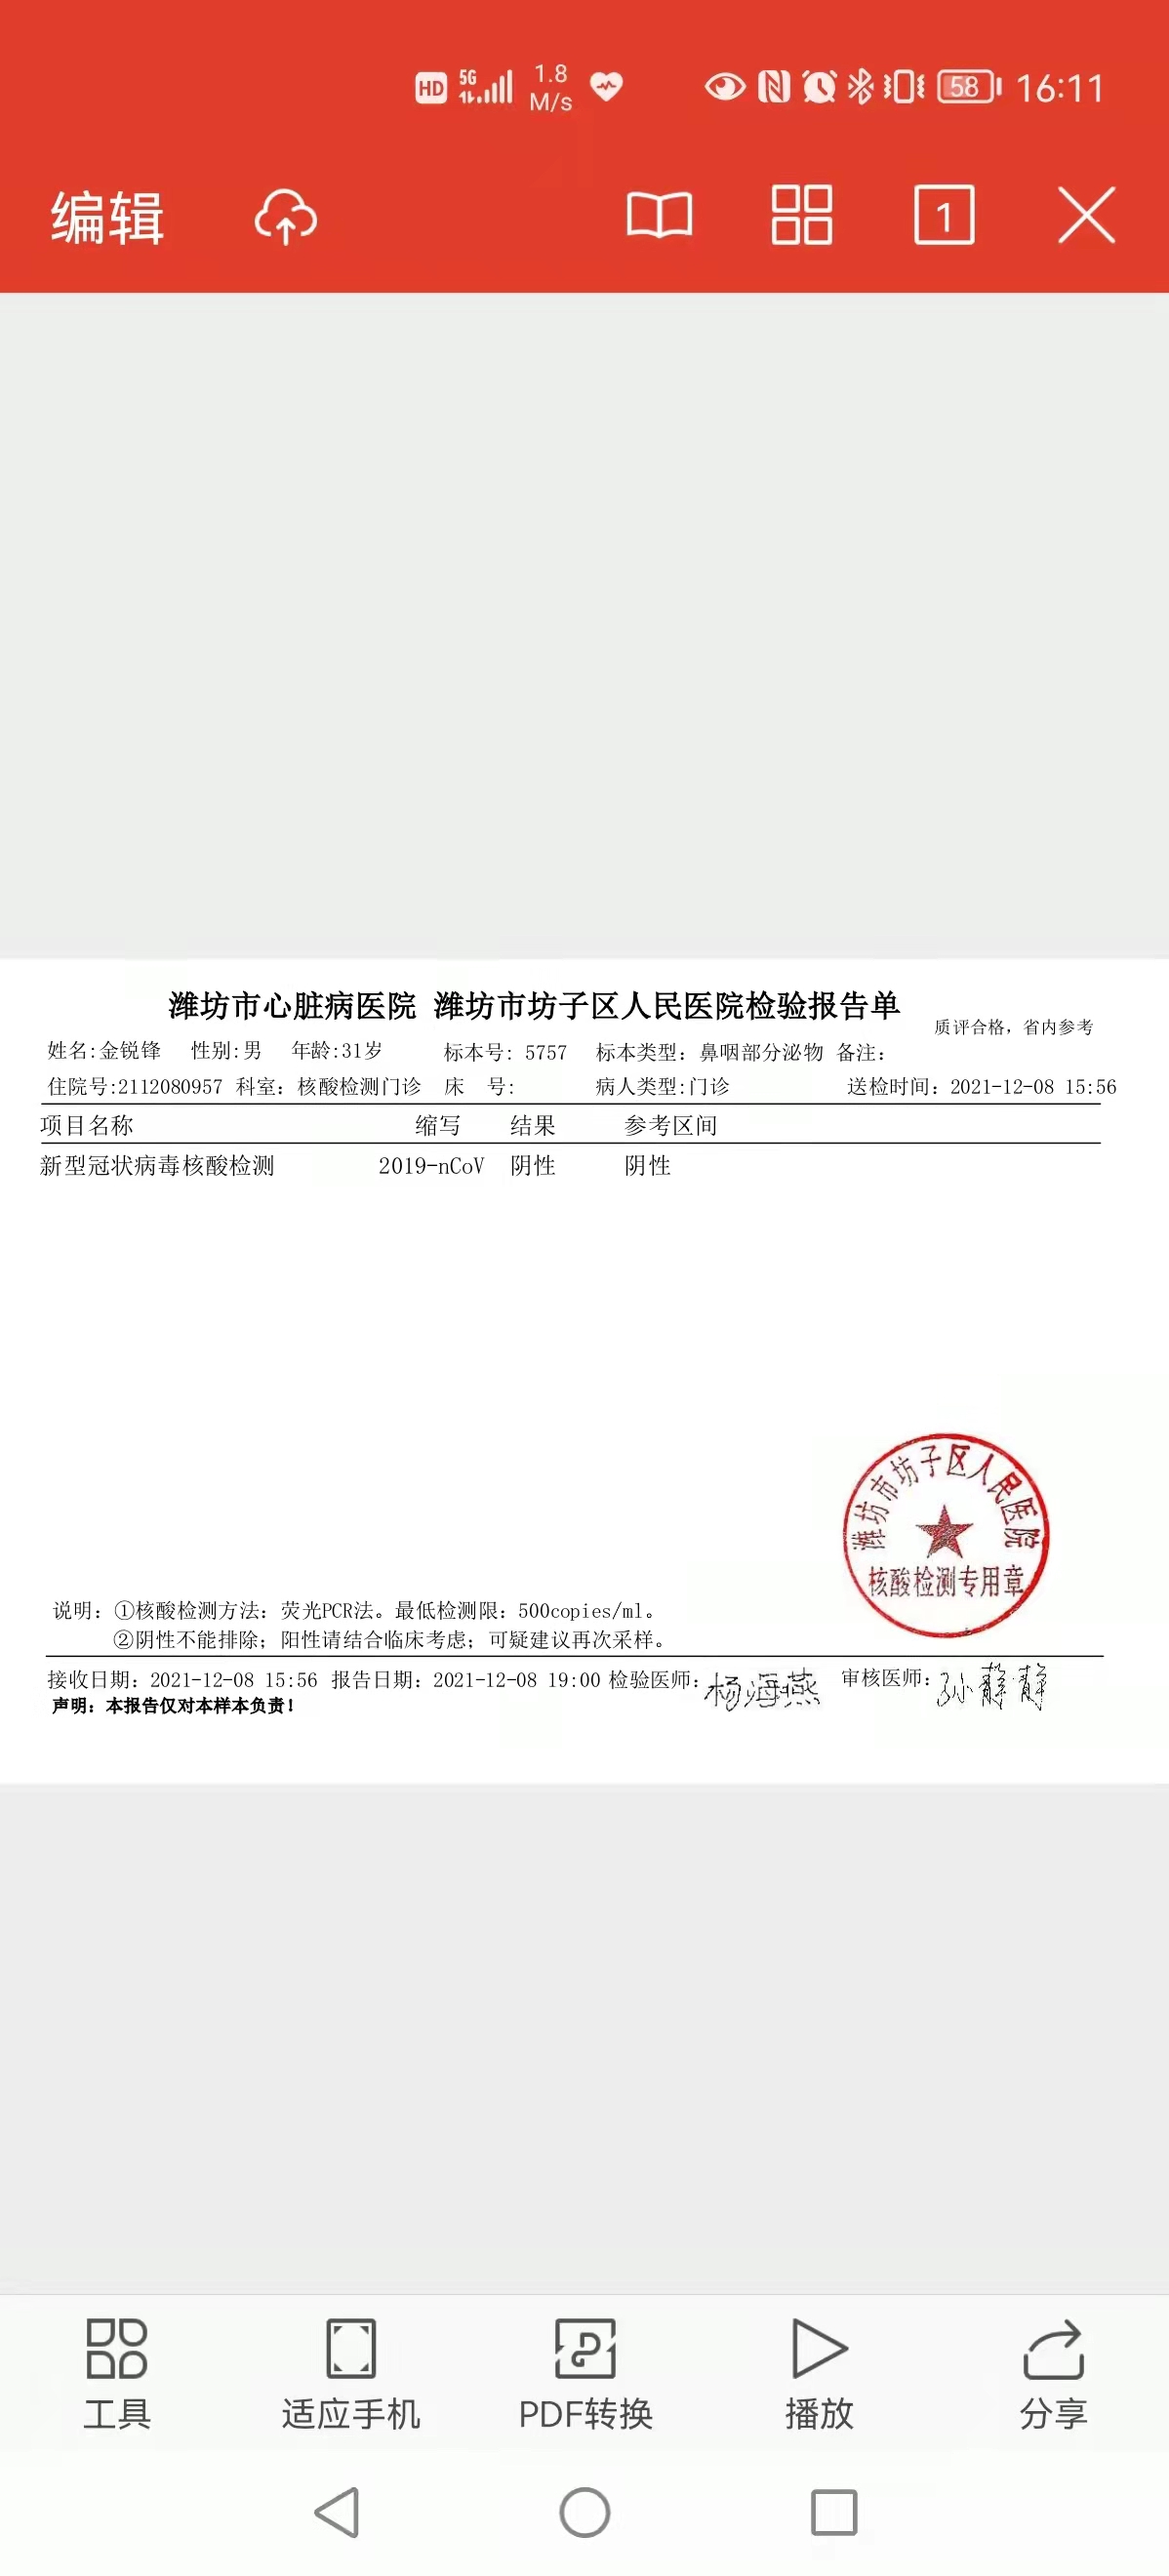 HD 5G 1.8 M/s 58 16:11
编辑 1
潍坊市心脏病医院 潍坊市坊子区人民医院检验报告单
质评合格，省内参考
姓名:金锐锋 性别:男 年龄:31岁 标本号: 5757 标本类型：鼻咽部分泌物 备注：
住院号:2112080957 科室：核酸检测门诊 床 号: 病人类型:门诊 送检时间：2021-12-08 15:56
项目名称 缩写 结果 参考区间
新型冠状病毒核酸检测 2019-nCoV 阴性 阴性
潍坊市坊子区人民医院
核酸检测专用章
说明：①核酸检测方法：荧光PCR法。最低检测限：500copies/ml。
②阴性不能排除；阳性请结合临床考虑；可疑建议再次采样。
接收日期：2021-12-08 15:56 报告日期：2021-12-08 19:00 检验医师：杨海燕 审核医师：孙静静
声明：本报告仅对本样本负责！
工具 适应手机 PDF转换 播放 分享